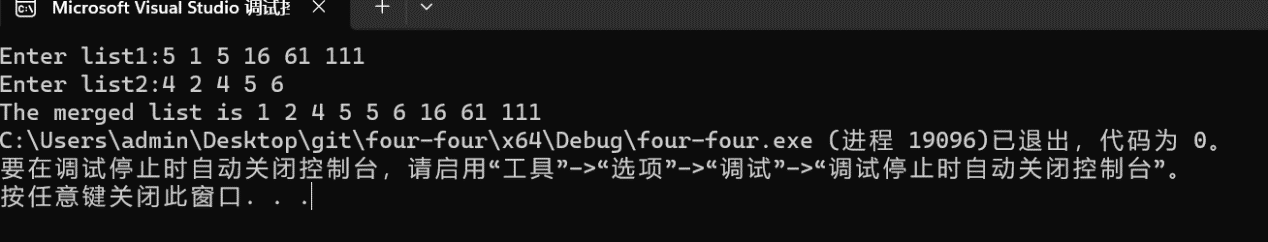 Microsoft Visual Studio 调试控
Enter list1:5 1 5 16 61 111
Enter list2:4 2 4 5 6
The merged list is 1 2 4 5 5 6 16 61 111
C:\Users\admin\Desktop\git\four-four\x64\Debug\four-four.exe (进程 19096)已退出，代码为 0。
要在调试停止时自动关闭控制台，请启用“工具”->“选项”->“调试”->“调试停止时自动关闭控制台”。
按任意键关闭此窗口. . .